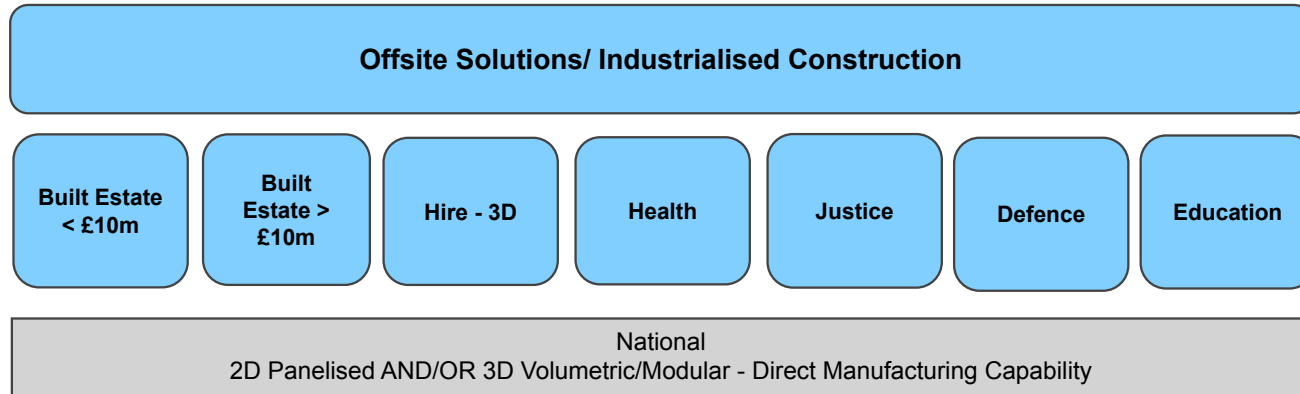 Offsite Solutions/ Industrialised Construction
Built Estate
< £10m
Built
Estate >
£10m
Hire - 3D
Health
Justice
Defence
Education
National
2D Panelised AND/OR 3D Volumetric/Modular - Direct Manufacturing Capability